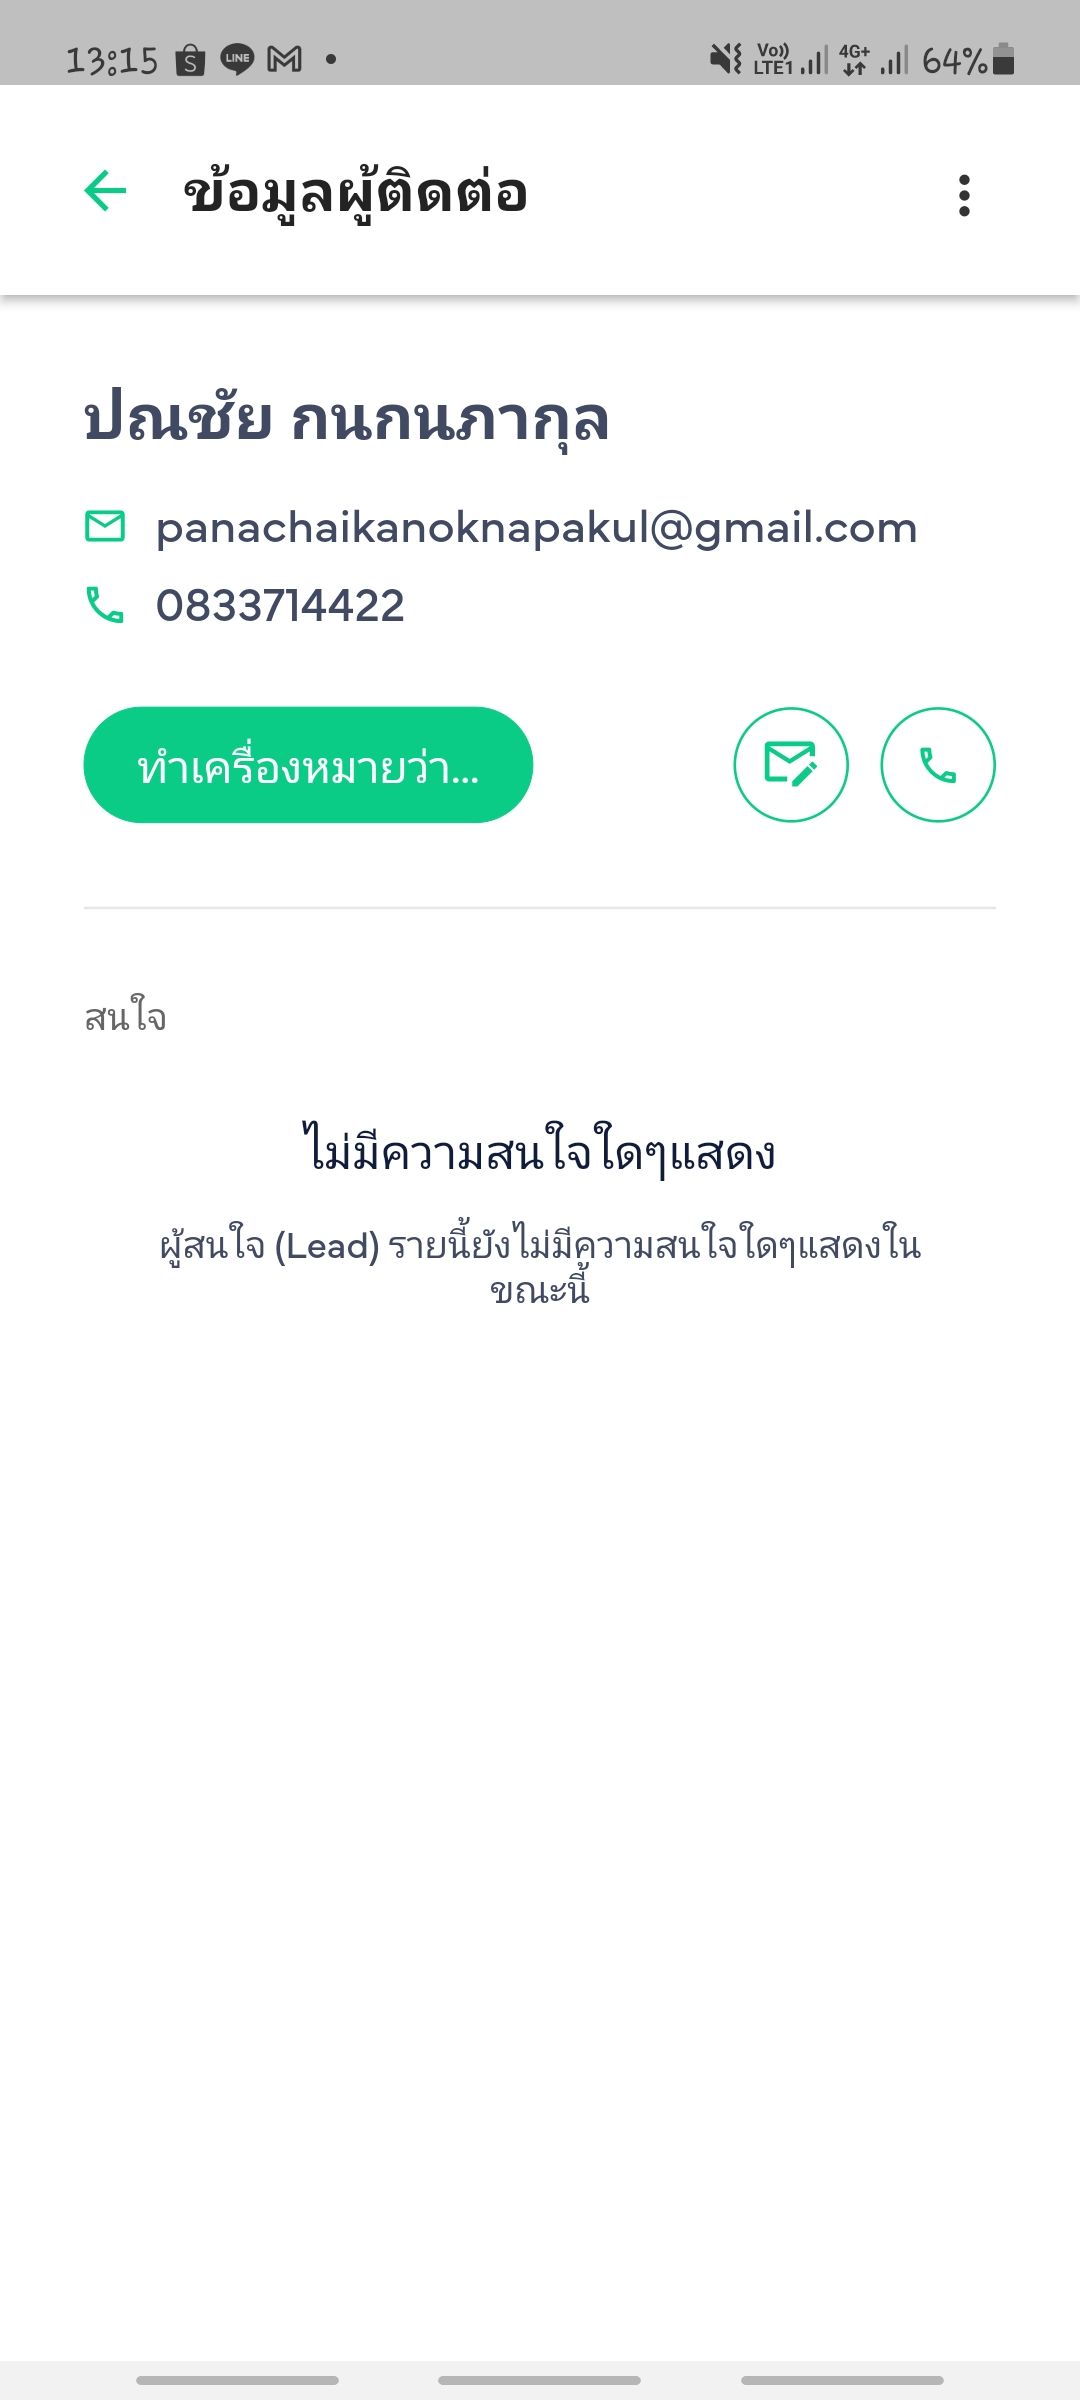 13:15 S LINE M • Vo)) LTE1 4G+ 64%
ข้อมูลผู้ติดต่อ
ปณชัย กนกนภากุล
panachaikanoknapakul@gmail.com
0833714422
ทำเครื่องหมายว่า...
สนใจ
ไม่มีความสนใจใดๆแสดง
ผู้สนใจ (Lead) รายนี้ยังไม่มีความสนใจใดๆแสดงใน
ขณะนี้